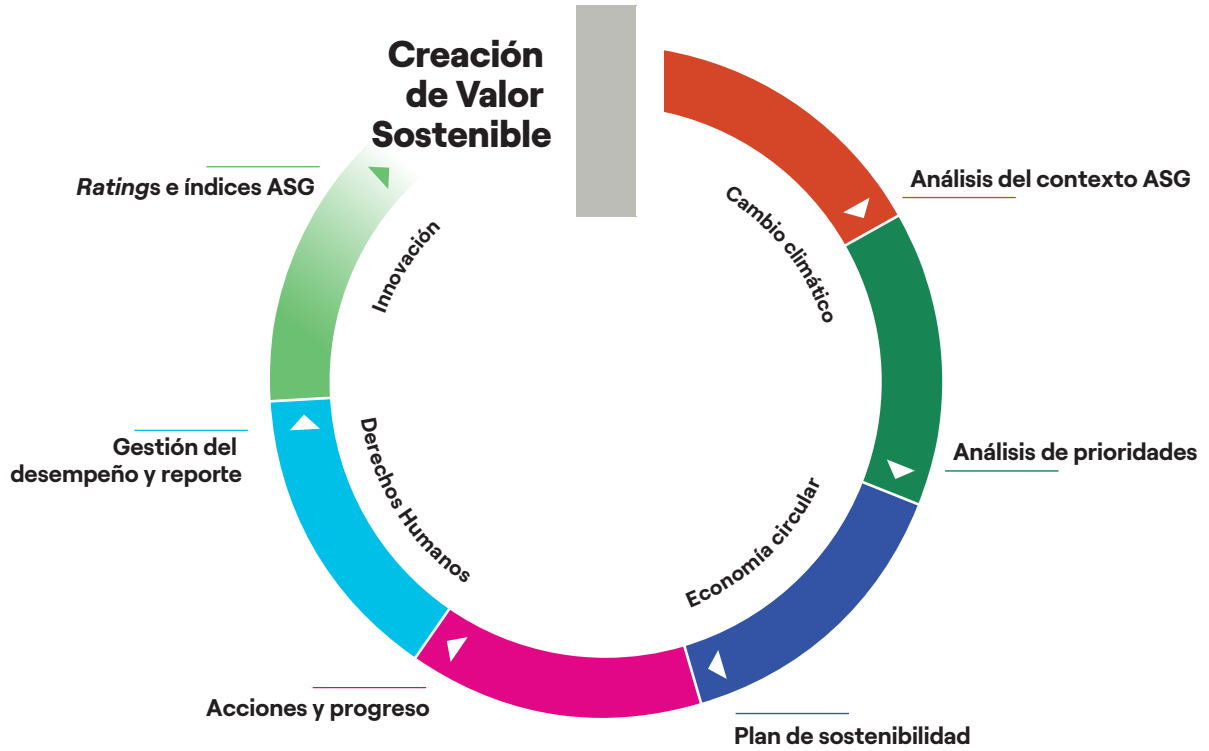 Creación
de Valor
Sostenible
Análisis del contexto ASG
Análisis de prioridades
Plan de sostenibilidad
Acciones y progreso
Gestión del
desempeño y reporte
Ratings e índices ASG
Cambio climático
Economía circular
Derechos Humanos
Innovación